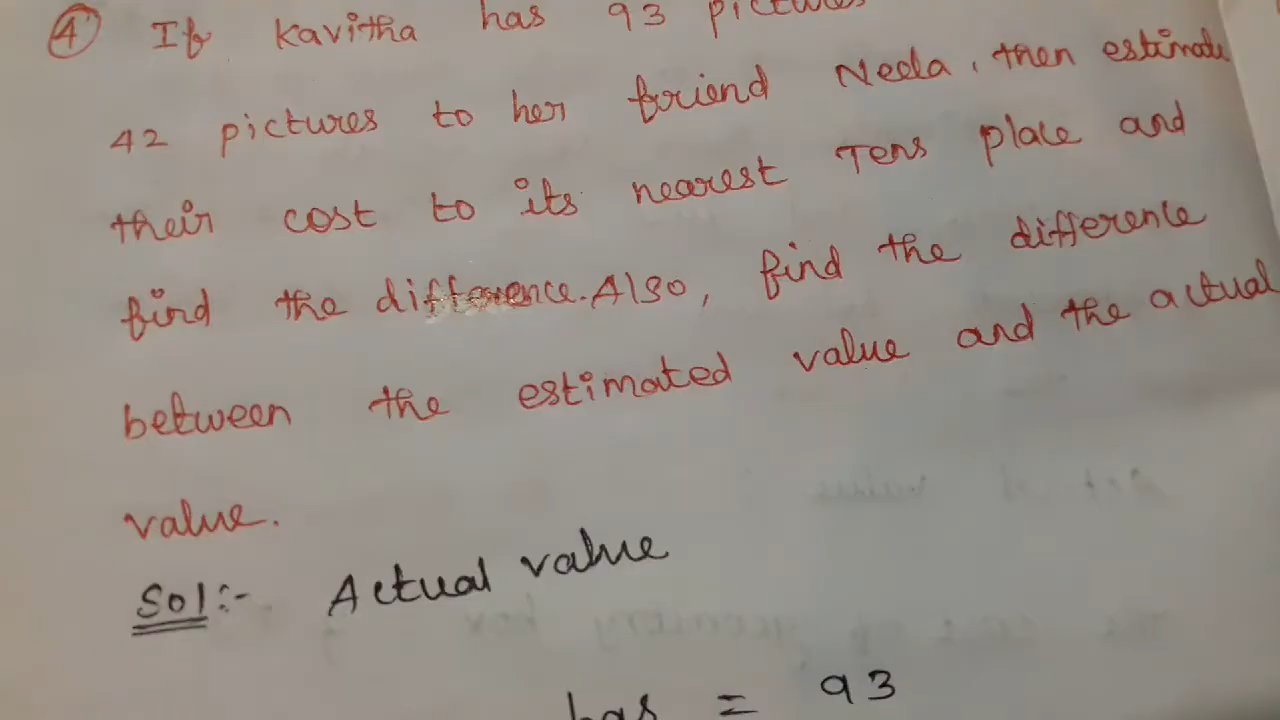 ④ If Kavitha has 93 pictures
42 pictures to her friend Neela, then estimate
their cost to its nearest Tens place and
find the difference. Also, find the difference
between the estimated value and the actual
value.
Sol:- Actual value
has = 93